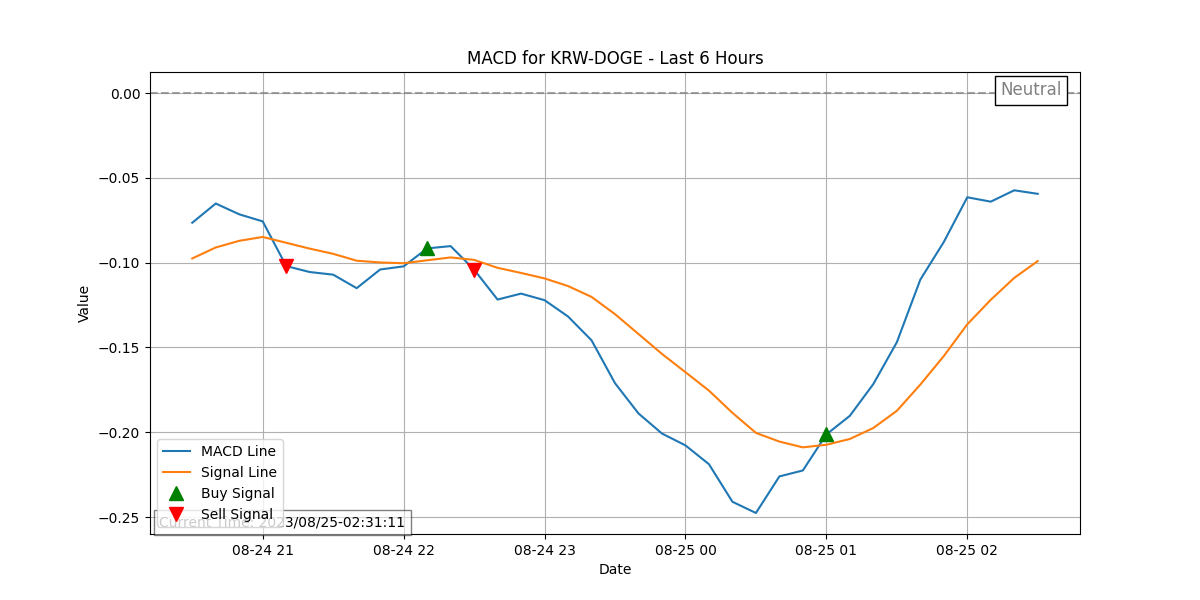 MACD for KRW-DOGE - Last 6 Hours
Neutral
0.00
−0.05
−0.10
−0.15
−0.20
−0.25
Value
MACD Line
Signal Line
Buy Signal
Sell Signal
Current Time: 2023/08/25-02:31:11
08-24 21
08-24 22
08-24 23
08-25 00
08-25 01
08-25 02
Date